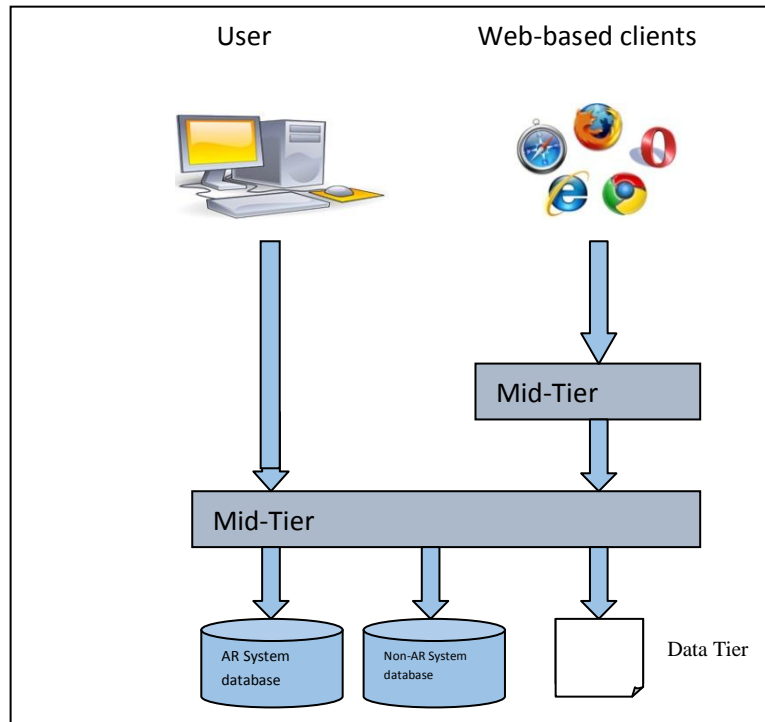 User
Web-based clients
Mid-Tier
Mid-Tier
AR System
database
Non-AR System
database
Data Tier